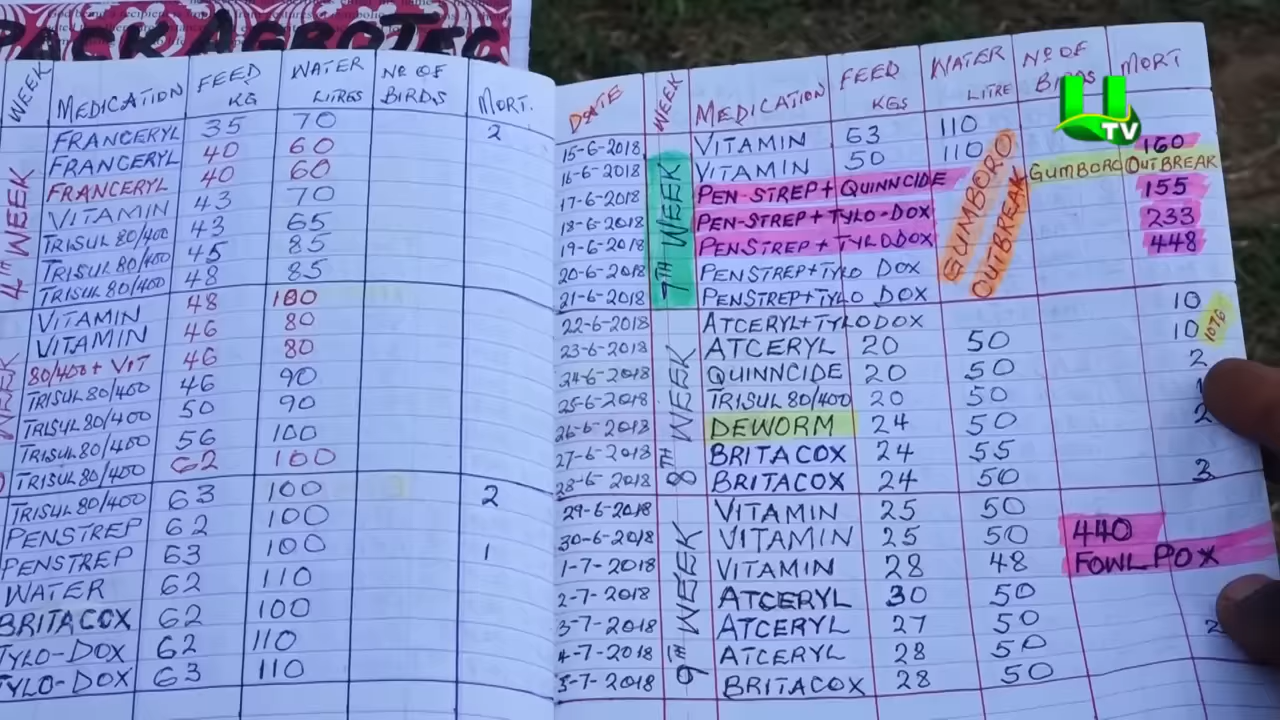 PACK AGROTEC
WEEK MEDICATION FEED KG WATER LITRES No OF BIRDS MORT.
4TH WEEK
FRANCERYL 35 70 2
FRANCERYL 40 60
FRANCERYL 40 60
VITAMIN 43 70
TRISUL 80/400 43 65
TRISUL 80/400 45 85
TRISUL 80/400 48 85
WEEK
VITAMIN 48 100
VITAMIN 46 80
80/400 + VIT 46 80
TRISUL 80/400 46 90
TRISUL 80/400 50 90
TRISUL 80/400 56 100
TRISUL 80/400 62 100
TRISUL 80/400 63 100 2
PENSTREP 62 100
PENSTREP 63 100 1
WATER 62 110
BRITACOX 62 100
TYLO-DOX 62 110
TYLO-DOX 63 110
DATE WEEK MEDICATION FEED KGS WATER LITRE No OF BIRDS MORT
U TV
7TH WEEK
15-6-2018 VITAMIN 63 110 160
16-6-2018 VITAMIN 50 110 GUMBORO OUTBREAK
17-6-2018 PEN-STREP + QUINNCIDE 155
18-6-2018 PEN-STREP + TYLO-DOX 233
19-6-2018 PENSTREP + TYLODOX 448
20-6-2018 PENSTREP+TYLO DOX
21-6-2018 PENSTREP+TYLO DOX 10
GUMBORO OUTBREAK
8TH WEEK
22-6-2018 ATCERYL+TYLODOX 10 1076
23-6-2018 ATCERYL 20 50 2
24-6-2018 QUINNCIDE 20 50
25-6-2018 TRISUL 80/400 20 50 2
26-6-2018 DEWORM 24 50
27-6-2018 BRITACOX 24 55 3
28-6-2018 BRITACOX 24 50
9TH WEEK
29-6-2018 VITAMIN 25 50 440
30-6-2018 VITAMIN 25 50 FOWL POX
1-7-2018 VITAMIN 28 48
2-7-2018 ATCERYL 30 50
3-7-2018 ATCERYL 27 50 2
4-7-2018 ATCERYL 28 50
5-7-2018 BRITACOX 28 50